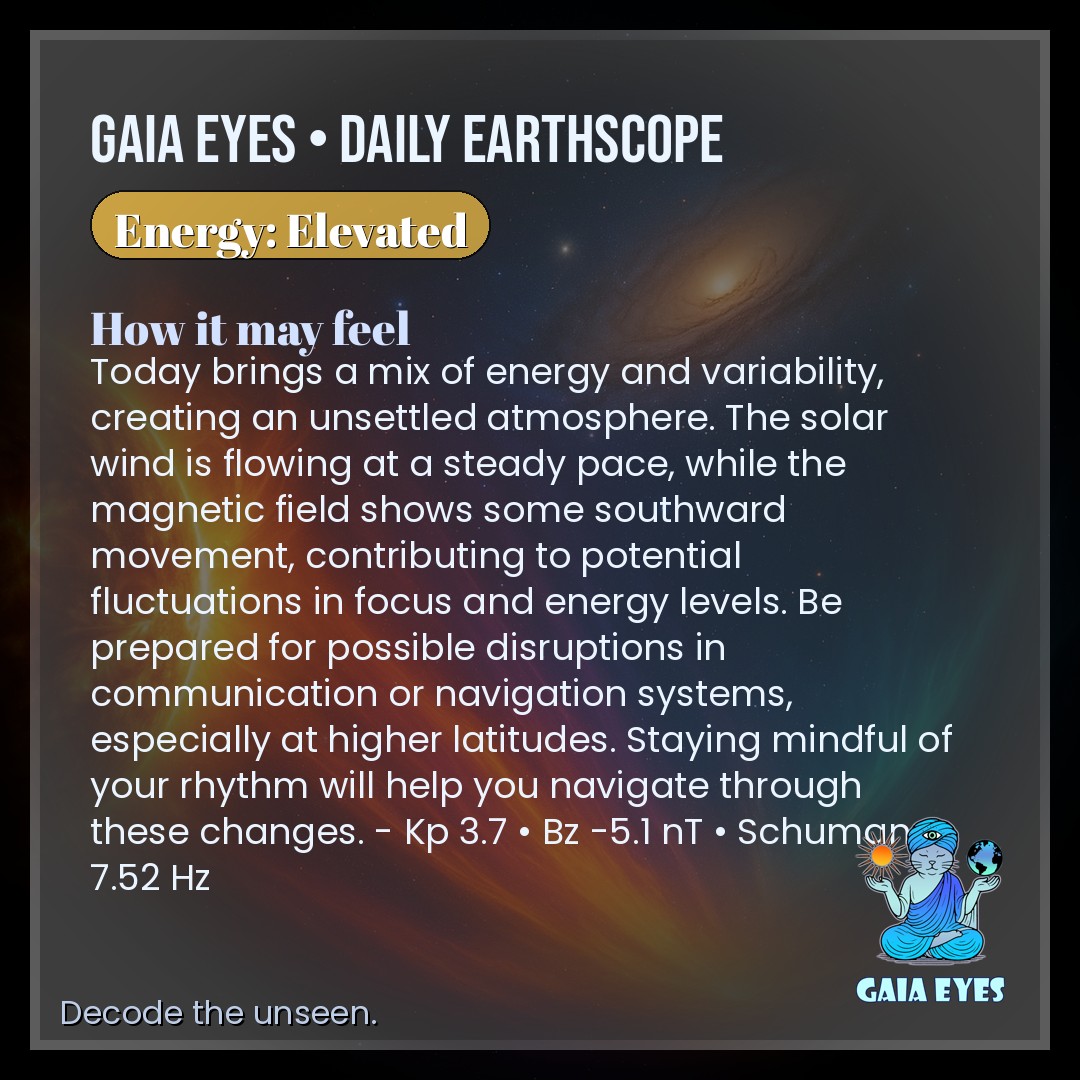 GAIA EYES • DAILY EARTHSCOPE
Energy: Elevated
How it may feel
Today brings a mix of energy and variability,
creating an unsettled atmosphere. The solar
wind is flowing at a steady pace, while the
magnetic field shows some southward
movement, contributing to potential
fluctuations in focus and energy levels. Be
prepared for possible disruptions in
communication or navigation systems,
especially at higher latitudes. Staying mindful of
your rhythm will help you navigate through
these changes. - Kp 3.7 • Bz -5.1 nT • Schuman
7.52 Hz
GAIA EYES
Decode the unseen.